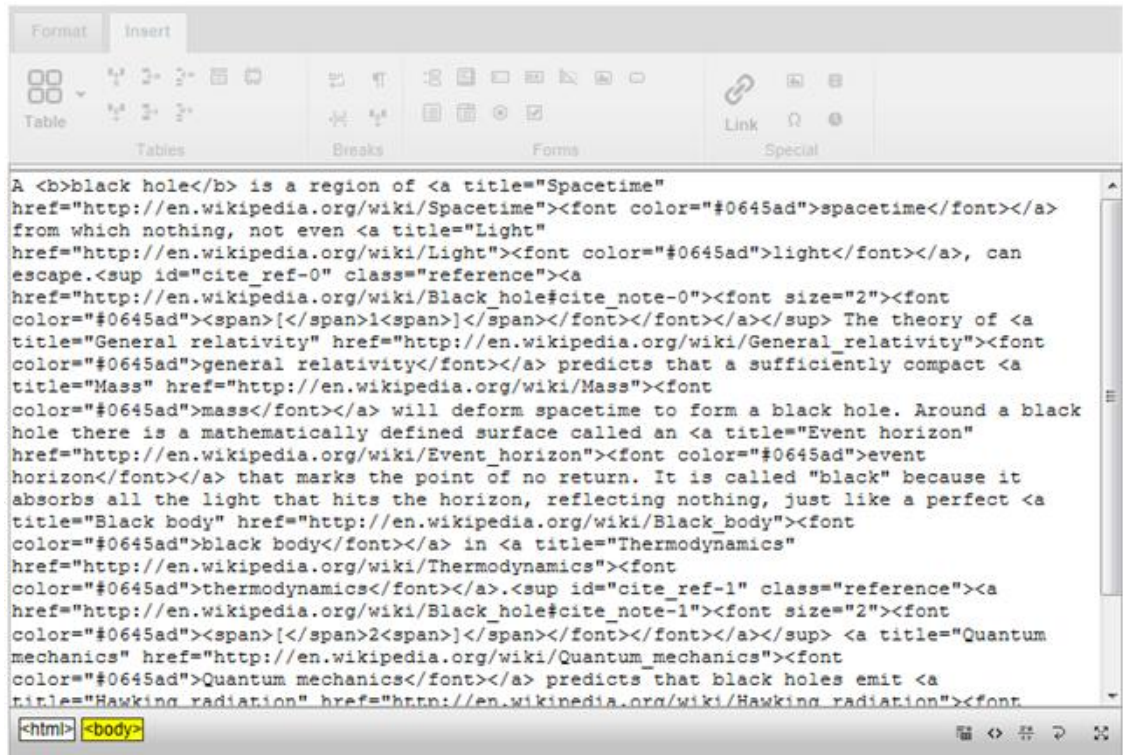 Format Insert
Table Link
Tables Breaks Forms Special
A <b>black hole</b> is a region of <a title="Spacetime"
href="http://en.wikipedia.org/wiki/Spacetime"><font color="#0645ad">spacetime</font></a>
from which nothing, not even <a title="Light"
href="http://en.wikipedia.org/wiki/Light"><font color="#0645ad">light</font></a>, can
escape.<sup id="cite_ref-0" class="reference"><a
href="http://en.wikipedia.org/wiki/Black_hole#cite_note-0"><font size="2"><font
color="#0645ad"><span>[</span>1<span>]</span></font></font></a></sup> The theory of <a
title="General relativity" href="http://en.wikipedia.org/wiki/General_relativity"><font
color="#0645ad">general relativity</font></a> predicts that a sufficiently compact <a
title="Mass" href="http://en.wikipedia.org/wiki/Mass"><font
color="#0645ad">mass</font></a> will deform spacetime to form a black hole. Around a black
hole there is a mathematically defined surface called an <a title="Event horizon"
href="http://en.wikipedia.org/wiki/Event_horizon"><font color="#0645ad">event
horizon</font></a> that marks the point of no return. It is called "black" because it
absorbs all the light that hits the horizon, reflecting nothing, just like a perfect <a
title="Black body" href="http://en.wikipedia.org/wiki/Black_body"><font
color="#0645ad">black body</font></a> in <a title="Thermodynamics"
href="http://en.wikipedia.org/wiki/Thermodynamics"><font
color="#0645ad">thermodynamics</font></a>.<sup id="cite_ref-1" class="reference"><a
href="http://en.wikipedia.org/wiki/Black_hole#cite_note-1"><font size="2"><font
color="#0645ad"><span>[</span>2<span>]</span></font></font></a></sup> <a title="Quantum
mechanics" href="http://en.wikipedia.org/wiki/Quantum_mechanics"><font
color="#0645ad">Quantum mechanics</font></a> predicts that black holes emit <a
title="Hawking radiation" href="http://en.wikipedia.org/wiki/Hawking_radiation"><font
<html> <body>